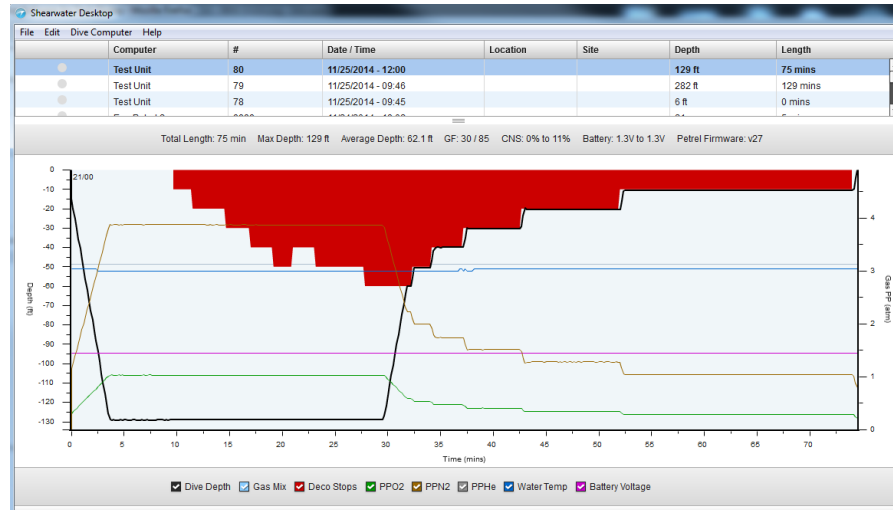 Shearwater Desktop
File Edit Dive Computer Help
Computer # Date / Time Location Site Depth Length
Test Unit 80 11/25/2014 - 12:00 129 ft 75 mins
Test Unit 79 11/25/2014 - 09:46 282 ft 129 mins
Test Unit 78 11/25/2014 - 09:45 6 ft 0 mins
Total Length: 75 min Max Depth: 129 ft Average Depth: 62.1 ft GF: 30 / 85 CNS: 0% to 11% Battery: 1.3V to 1.3V Petrel Firmware: v27
21/00
0
-10
-20
-30
-40
-50
-60
-70
-80
-90
-100
-110
-120
-130
Depth (ft)
4
3
2
1
0
Gas PP (atm)
0 5 10 15 20 25 30 35 40 45 50 55 60 65 70
Time (mins)
Dive Depth Gas Mix Deco Stops PPO2 PPN2 PPHe Water Temp Battery Voltage